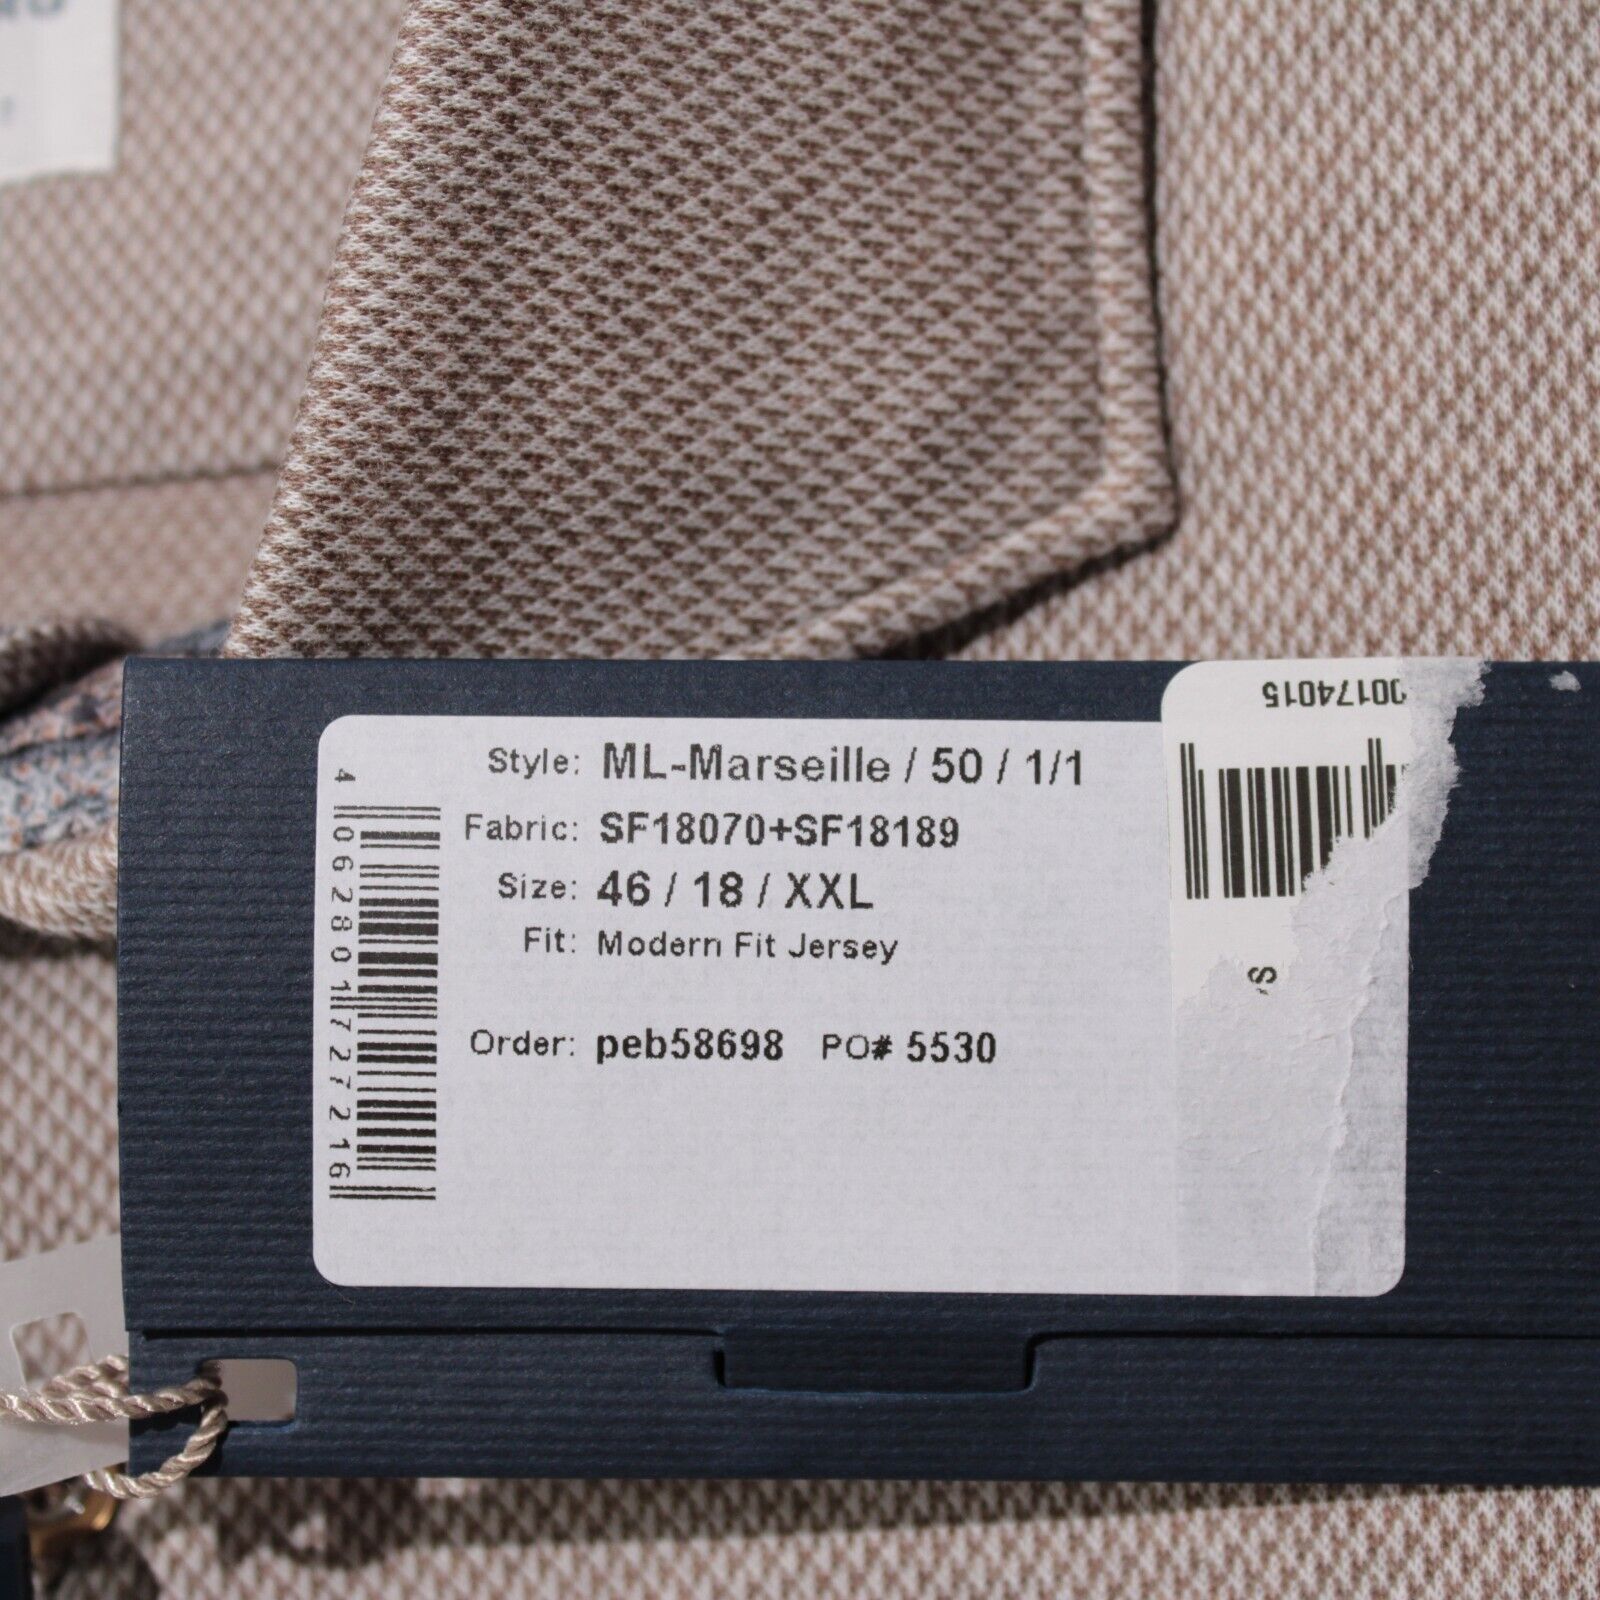 Style: ML-Marseille / 50 / 1/1
Fabric: SF18070+SF18189
Size: 46 / 18 / XXL
Fit: Modern Fit Jersey
Order: peb58698 PO# 5530
4 062801 727216
00174015
S